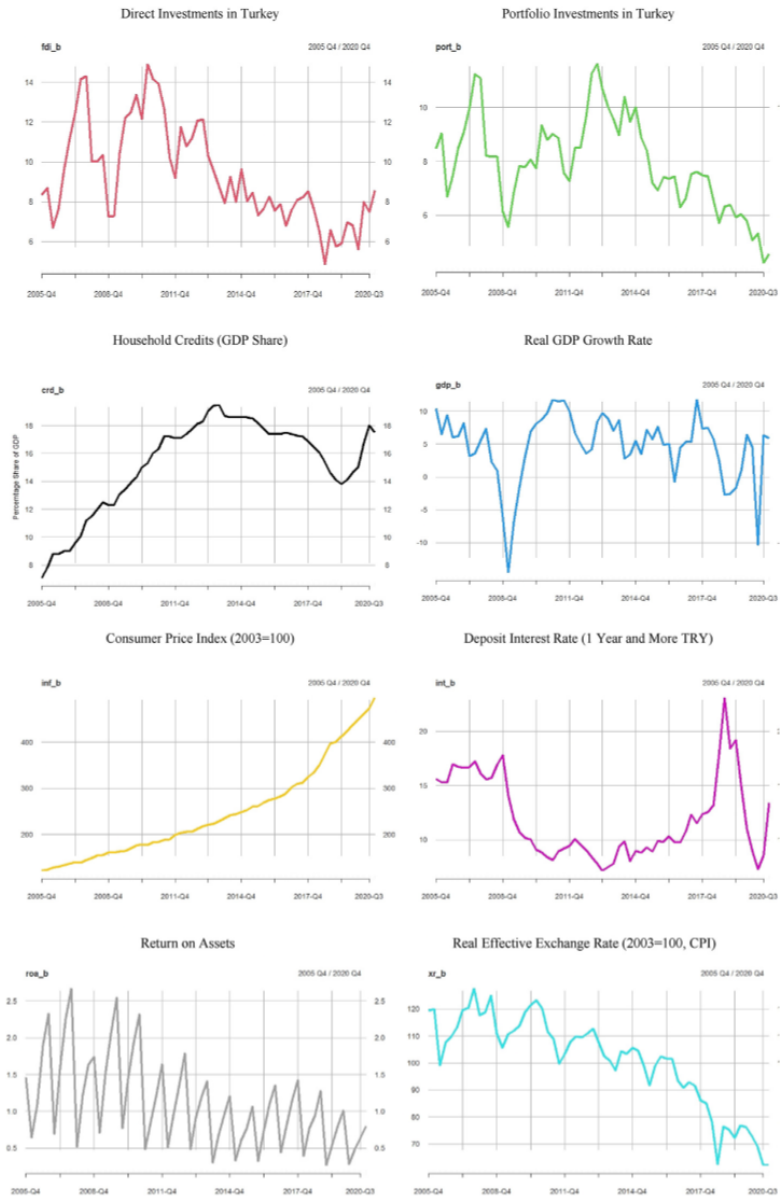 Direct Investments in Turkey
fdi_b 2005 Q4 / 2020 Q4
14 14
12 12
10 10
8 8
6 6
2005-Q4 2008-Q4 2011-Q4 2014-Q4 2017-Q4 2020-Q3
Portfolio Investments in Turkey
port_b 2005 Q4 / 2020 Q4
10
8
6
2005-Q4 2008-Q4 2011-Q4 2014-Q4 2017-Q4 2020-Q3
Household Credits (GDP Share)
crd_b 2005 Q4 / 2020 Q4
Percentage Share of GDP
18 18
16 16
14 14
12 12
10 10
8 8
2005-Q4 2008-Q4 2011-Q4 2014-Q4 2017-Q4 2020-Q3
Real GDP Growth Rate
gdp_b 2005 Q4 / 2020 Q4
10
5
0
-5
-10
2005-Q4 2008-Q4 2011-Q4 2014-Q4 2017-Q4 2020-Q3
Consumer Price Index (2003=100)
inf_b 2005 Q4 / 2020 Q4
400 400
300 300
200 200
2005-Q4 2008-Q4 2011-Q4 2014-Q4 2017-Q4 2020-Q3
Deposit Interest Rate (1 Year and More TRY)
int_b 2005 Q4 / 2020 Q4
20
15
10
2005-Q4 2008-Q4 2011-Q4 2014-Q4 2017-Q4 2020-Q3
Return on Assets
roa_b 2005 Q4 / 2020 Q4
2.5 2.5
2.0 2.0
1.5 1.5
1.0 1.0
0.5 0.5
2005-Q4 2008-Q4 2011-Q4 2014-Q4 2017-Q4 2020-Q3
Real Effective Exchange Rate (2003=100, CPI)
xr_b 2005 Q4 / 2020 Q4
120
110
100
90
80
70
2005-Q4 2008-Q4 2011-Q4 2014-Q4 2017-Q4 2020-Q3